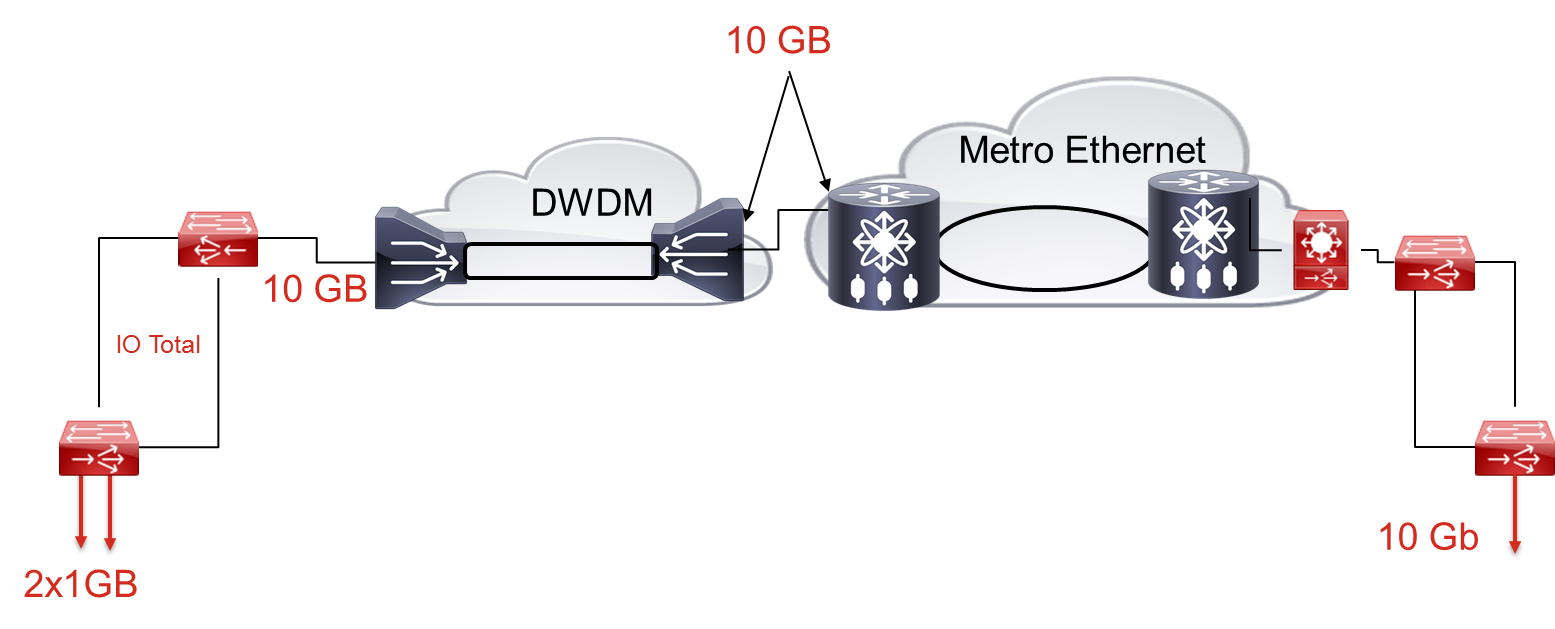 10 GB
Metro Ethernet
DWDM
10 GB
IO Total
10 Gb
2x1GB